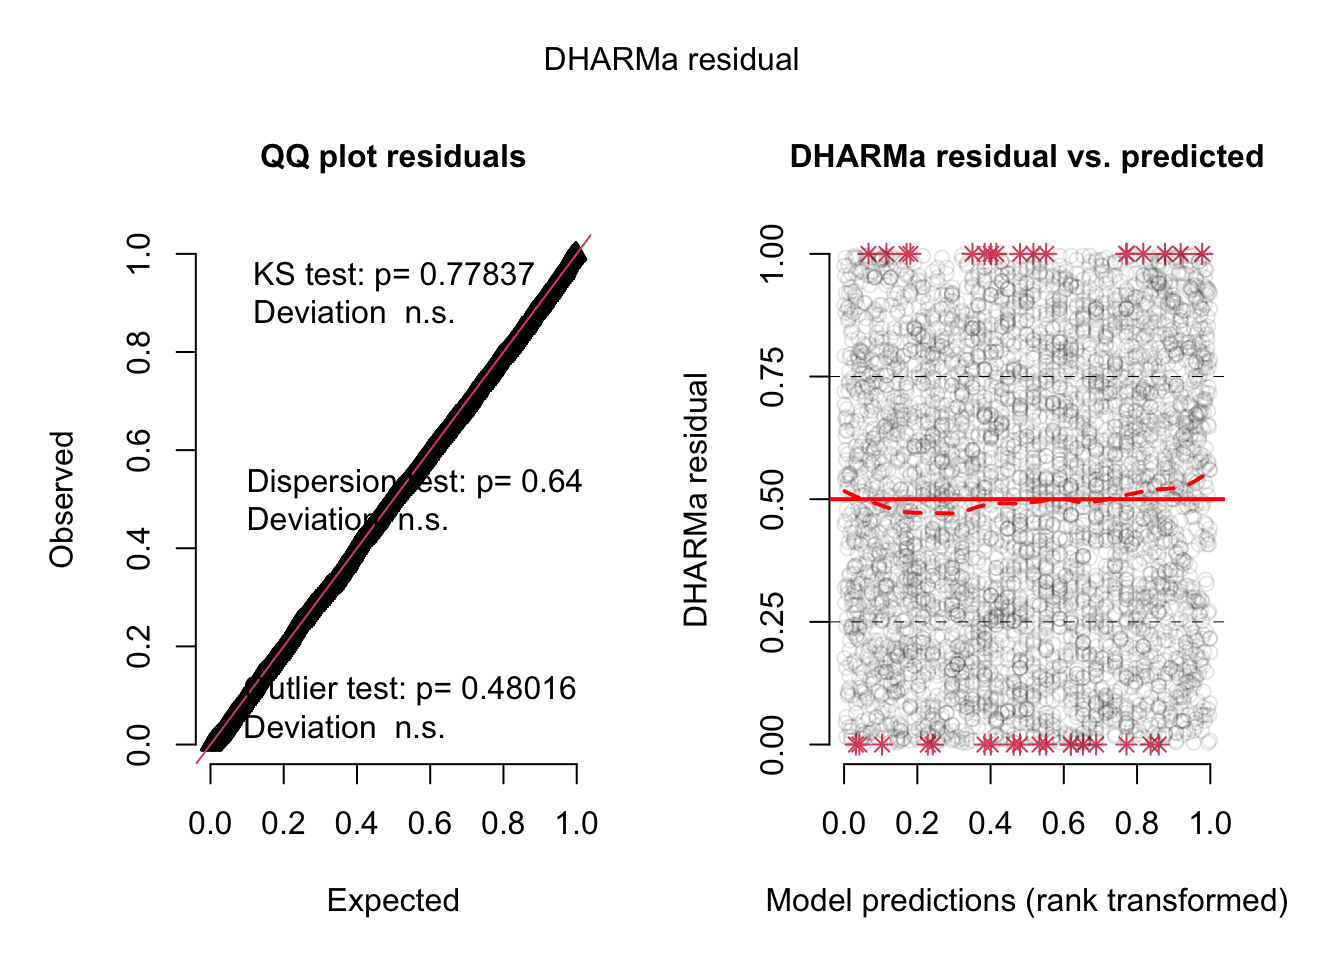 DHARMa residual
QQ plot residuals
KS test: p= 0.77837
Deviation  n.s.
Dispersion test: p= 0.64
Deviation  n.s.
Outlier test: p= 0.48016
Deviation  n.s.
Observed
0.0 0.2 0.4 0.6 0.8 1.0
0.0 0.2 0.4 0.6 0.8 1.0
Expected
DHARMa residual vs. predicted
DHARMa residual
0.00 0.25 0.50 0.75 1.00
0.0 0.2 0.4 0.6 0.8 1.0
Model predictions (rank transformed)